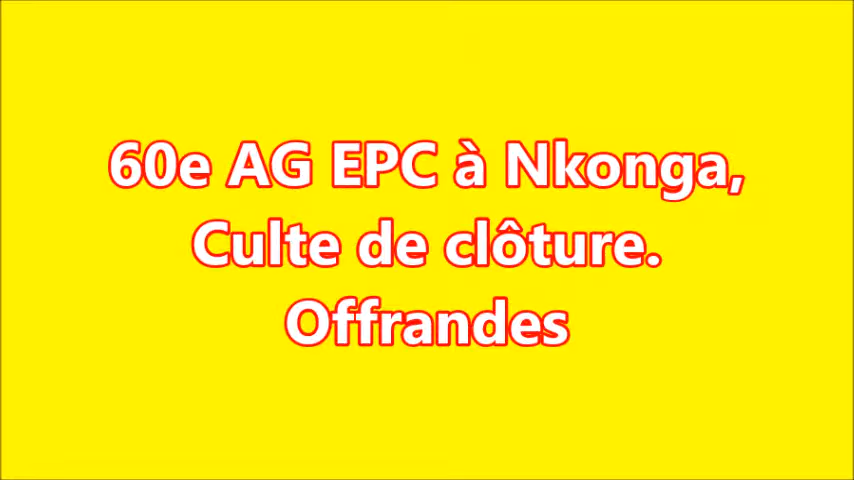 60e AG EPC à Nkonga,
Culte de clôture.
Offrandes